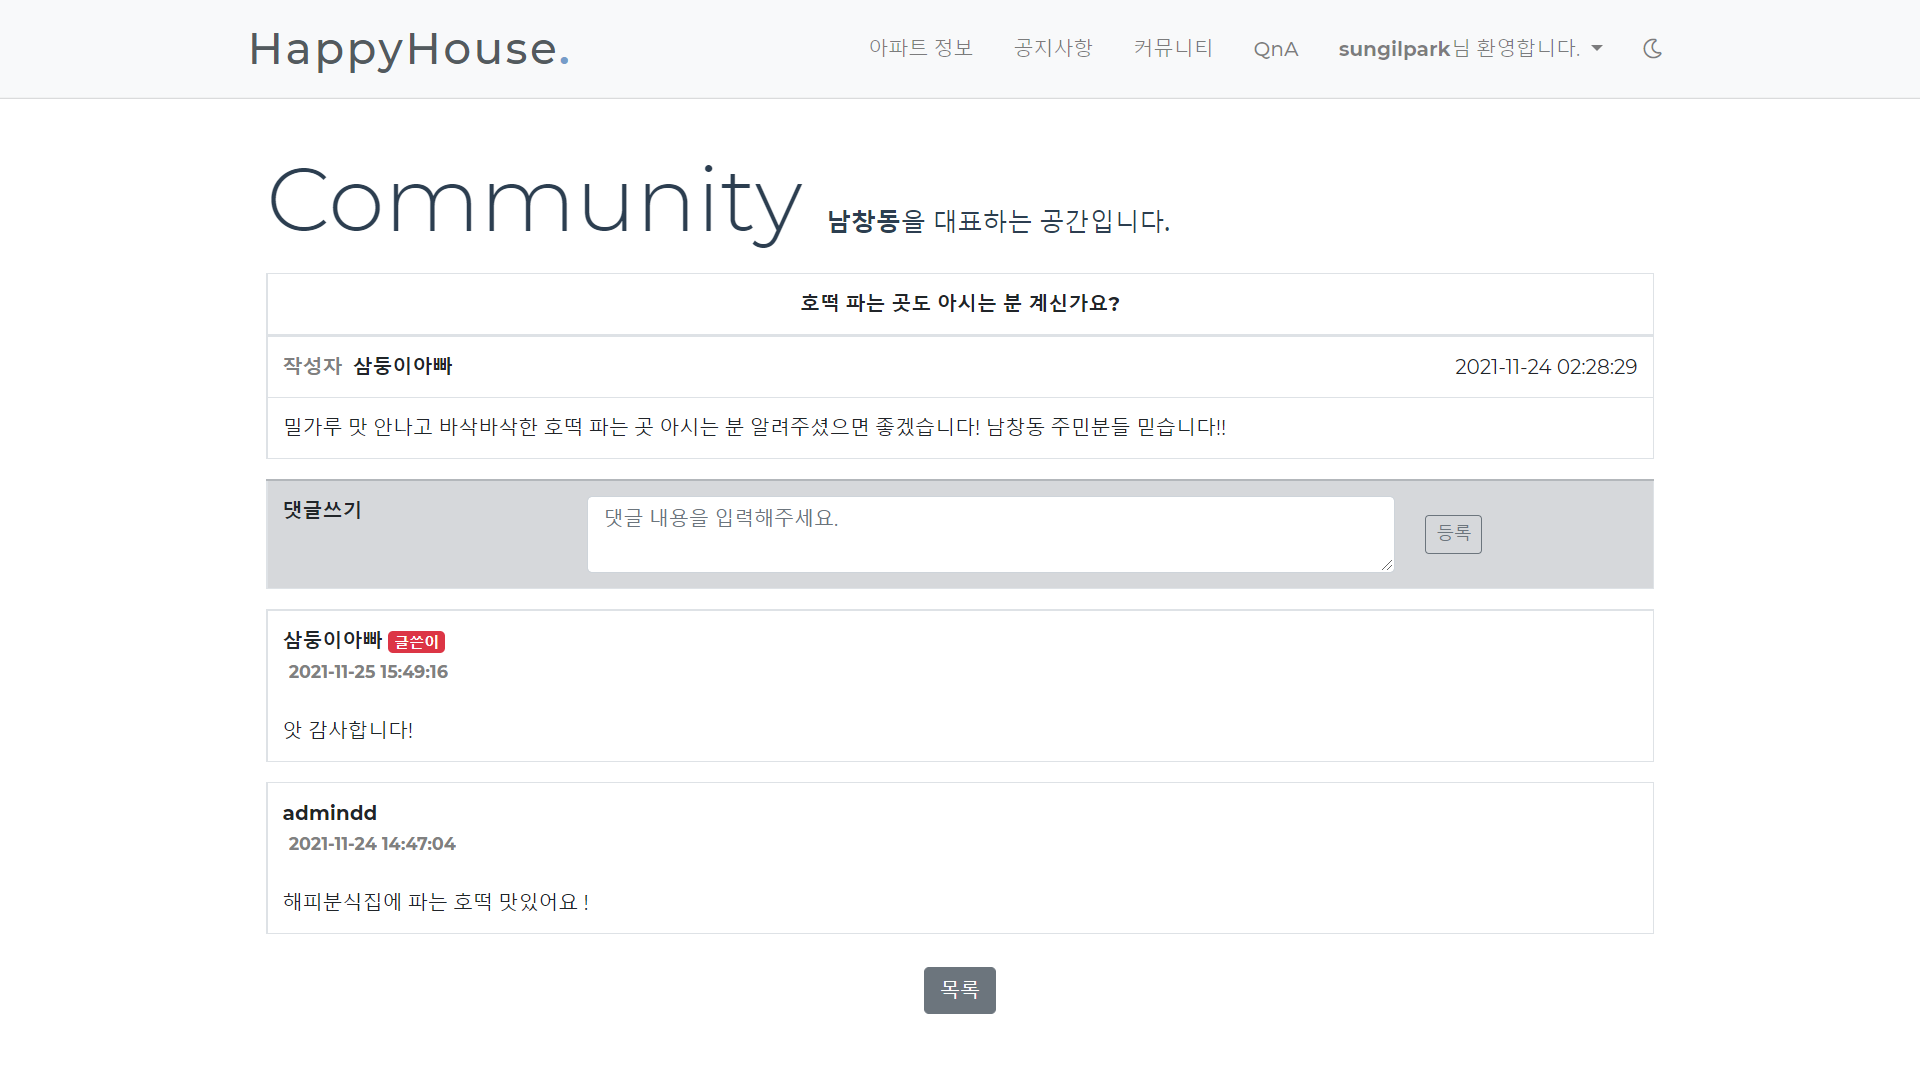 HappyHouse.
아파트 정보 공지사항 커뮤니티 QnA sungilpark님 환영합니다.
Community 남창동을 대표하는 공간입니다.
호떡 파는 곳도 아시는 분 계신가요?
작성자 삼둥이아빠 2021-11-24 02:28:29
밀가루 맛 안나고 바삭바삭한 호떡 파는 곳 아시는 분 알려주셨으면 좋겠습니다! 남창동 주민분들 믿습니다!!
댓글쓰기 댓글 내용을 입력해주세요. 등록
삼둥이아빠 글쓴이
2021-11-25 15:49:16
앗 감사합니다!
admindd
2021-11-24 14:47:04
해피분식집에 파는 호떡 맛있어요 !
목록